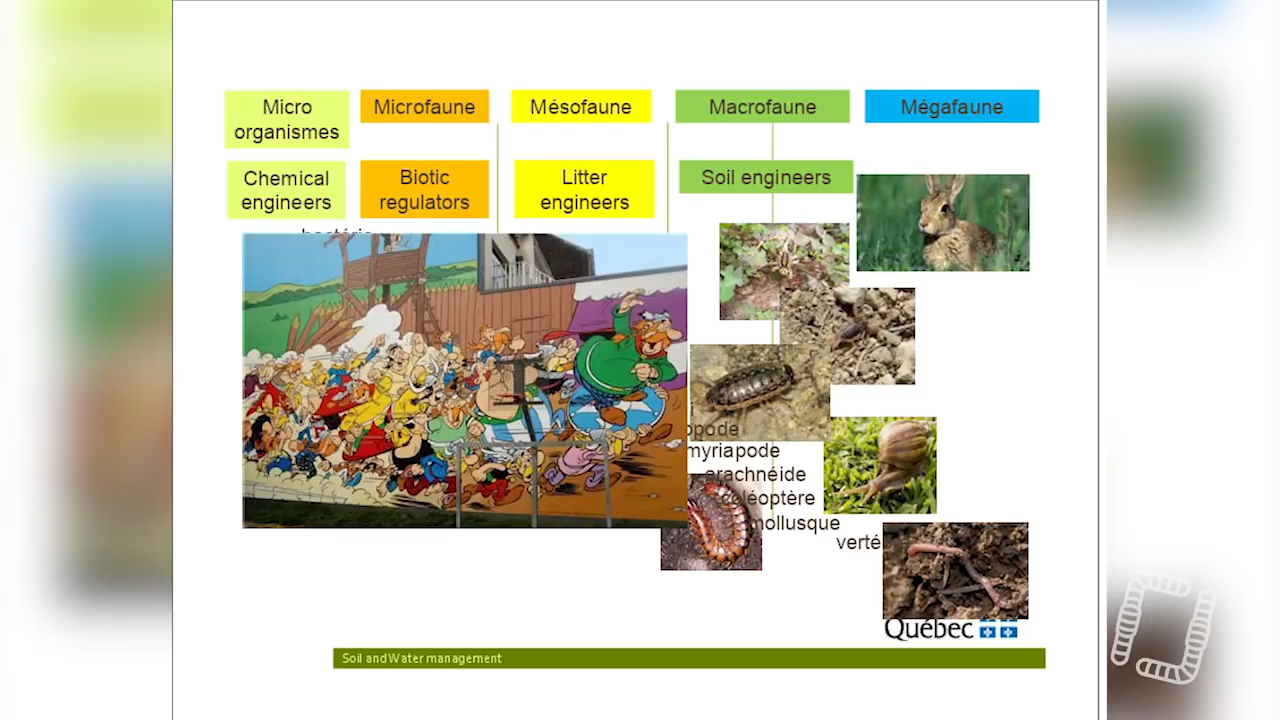 Micro
organismes
Microfaune
Mésofaune
Macrofaune
Mégafaune
Chemical
engineers
Biotic
regulators
Litter
engineers
Soil engineers
myriapode
arachnéide
coléoptère
mollusque
Québec
Soil and Water management